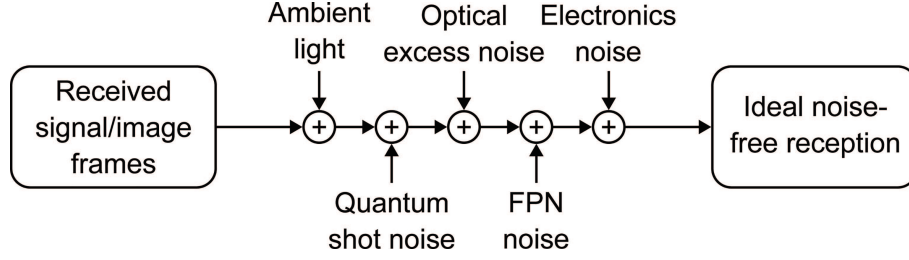 Ambient
light
Optical
excess noise
Electronics
noise
Received
signal/image
frames
+
+
+
+
+
Ideal noise-
free reception
Quantum
shot noise
FPN
noise